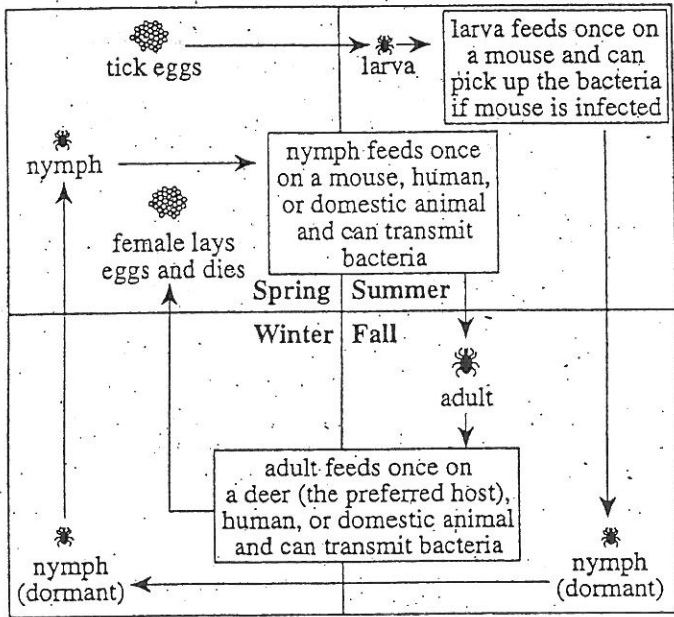 tick eggs
larva
larva feeds once on
a mouse and can
pick up the bacteria
if mouse is infected
nymph
nymph feeds once
on a mouse, human,
or domestic animal
and can transmit
bacteria
female lays
eggs and dies
Spring
Summer
Winter
Fall
adult
adult feeds once on
a deer (the preferred host),
human, or domestic animal
and can transmit bacteria
nymph
(dormant)
nymph
(dormant)